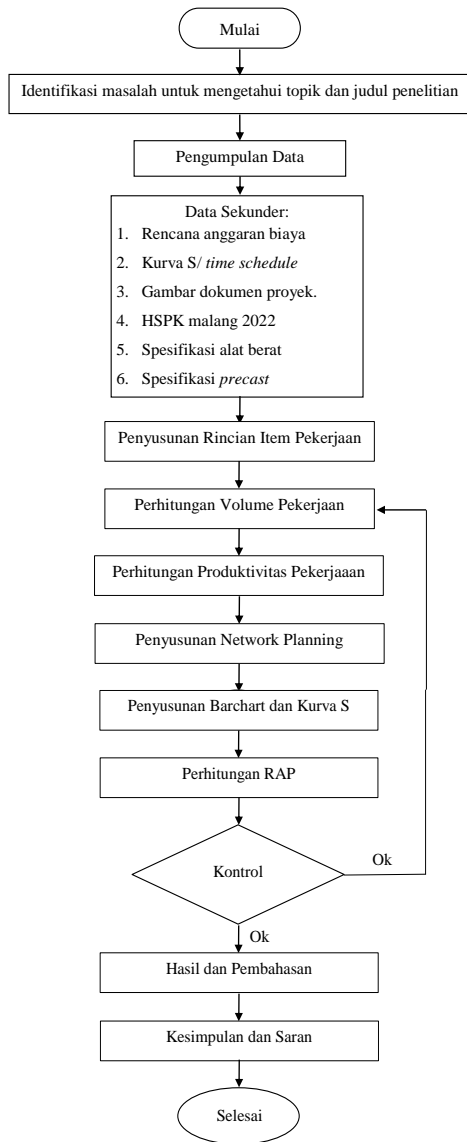 Mulai
Identifikasi masalah untuk mengetahui topik dan judul penelitian
Pengumpulan Data
Data Sekunder:
1. Rencana anggaran biaya
2. Kurva S/ time schedule
3. Gambar dokumen proyek.
4. HSPK malang 2022
5. Spesifikasi alat berat
6. Spesifikasi precast
Penyusunan Rincian Item Pekerjaan
Perhitungan Volume Pekerjaan
Perhitungan Produktivitas Pekerjaaan
Penyusunan Network Planning
Penyusunan Barchart dan Kurva S
Perhitungan RAP
Kontrol
Ok
Ok
Hasil dan Pembahasan
Kesimpulan dan Saran
Selesai